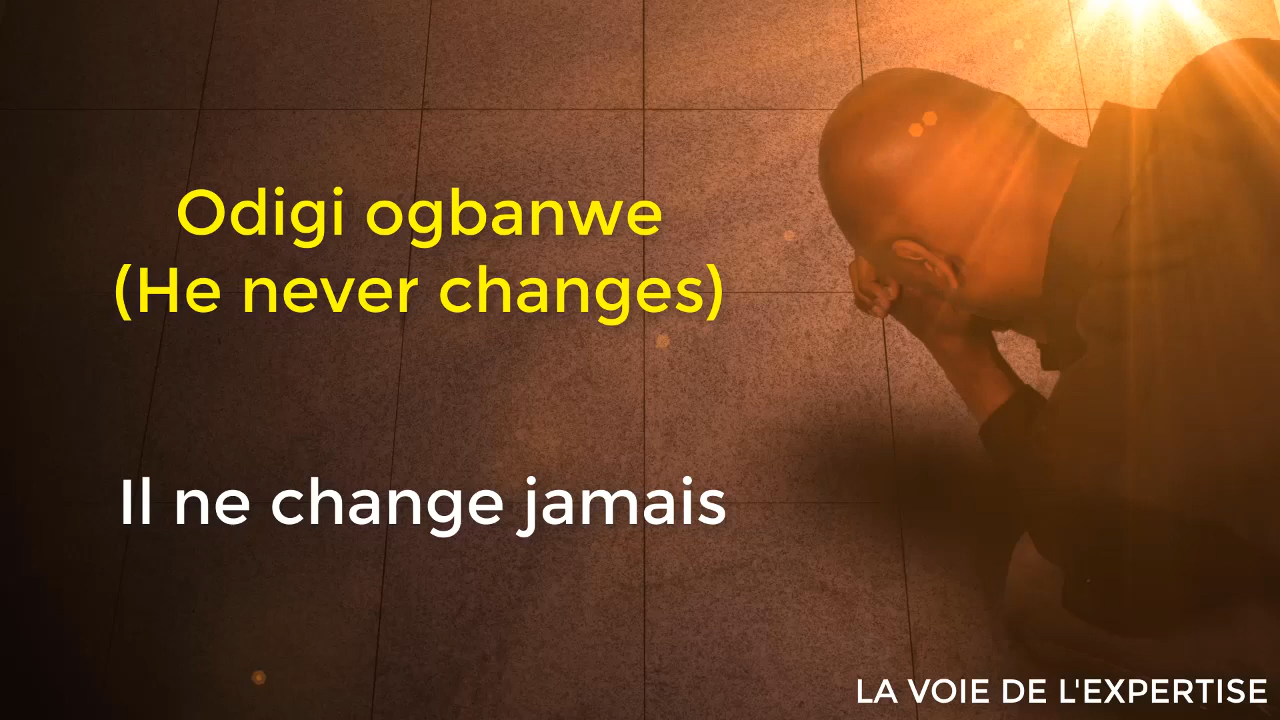 Odigi ogbanwe
(He never changes)
Il ne change jamais
LA VOIE DE L'EXPERTISE